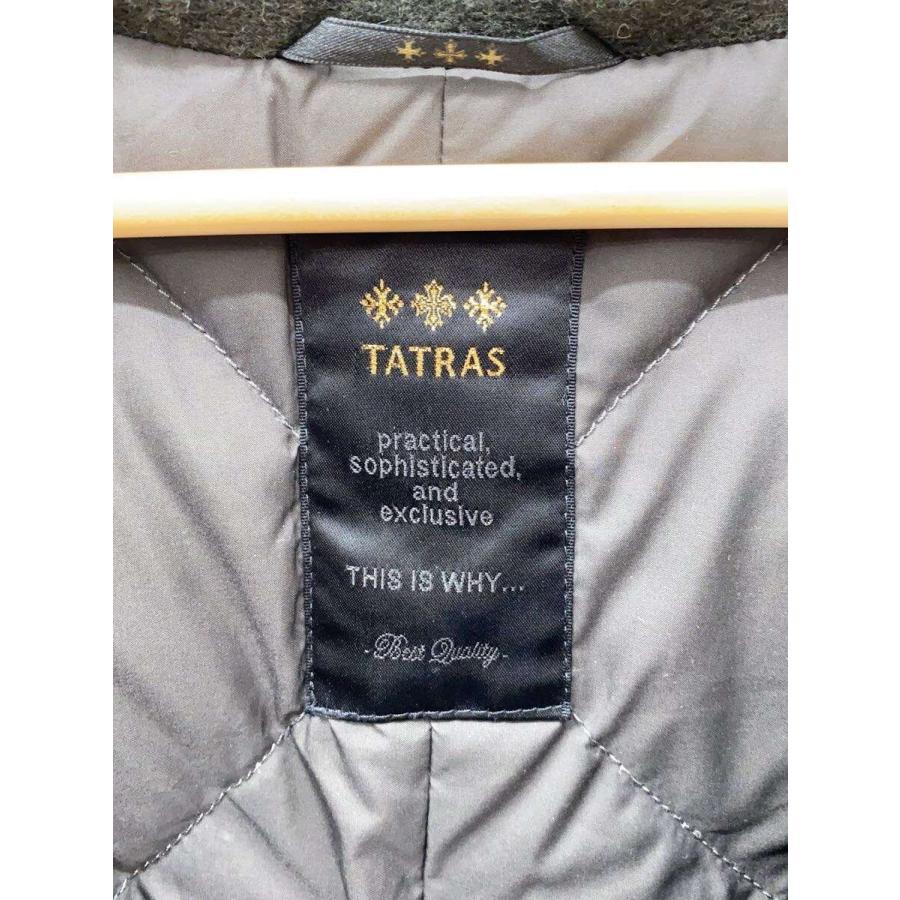 TATRAS
practical,
sophisticated,
and
exclusive
THIS IS WHY...
-Best Quality-